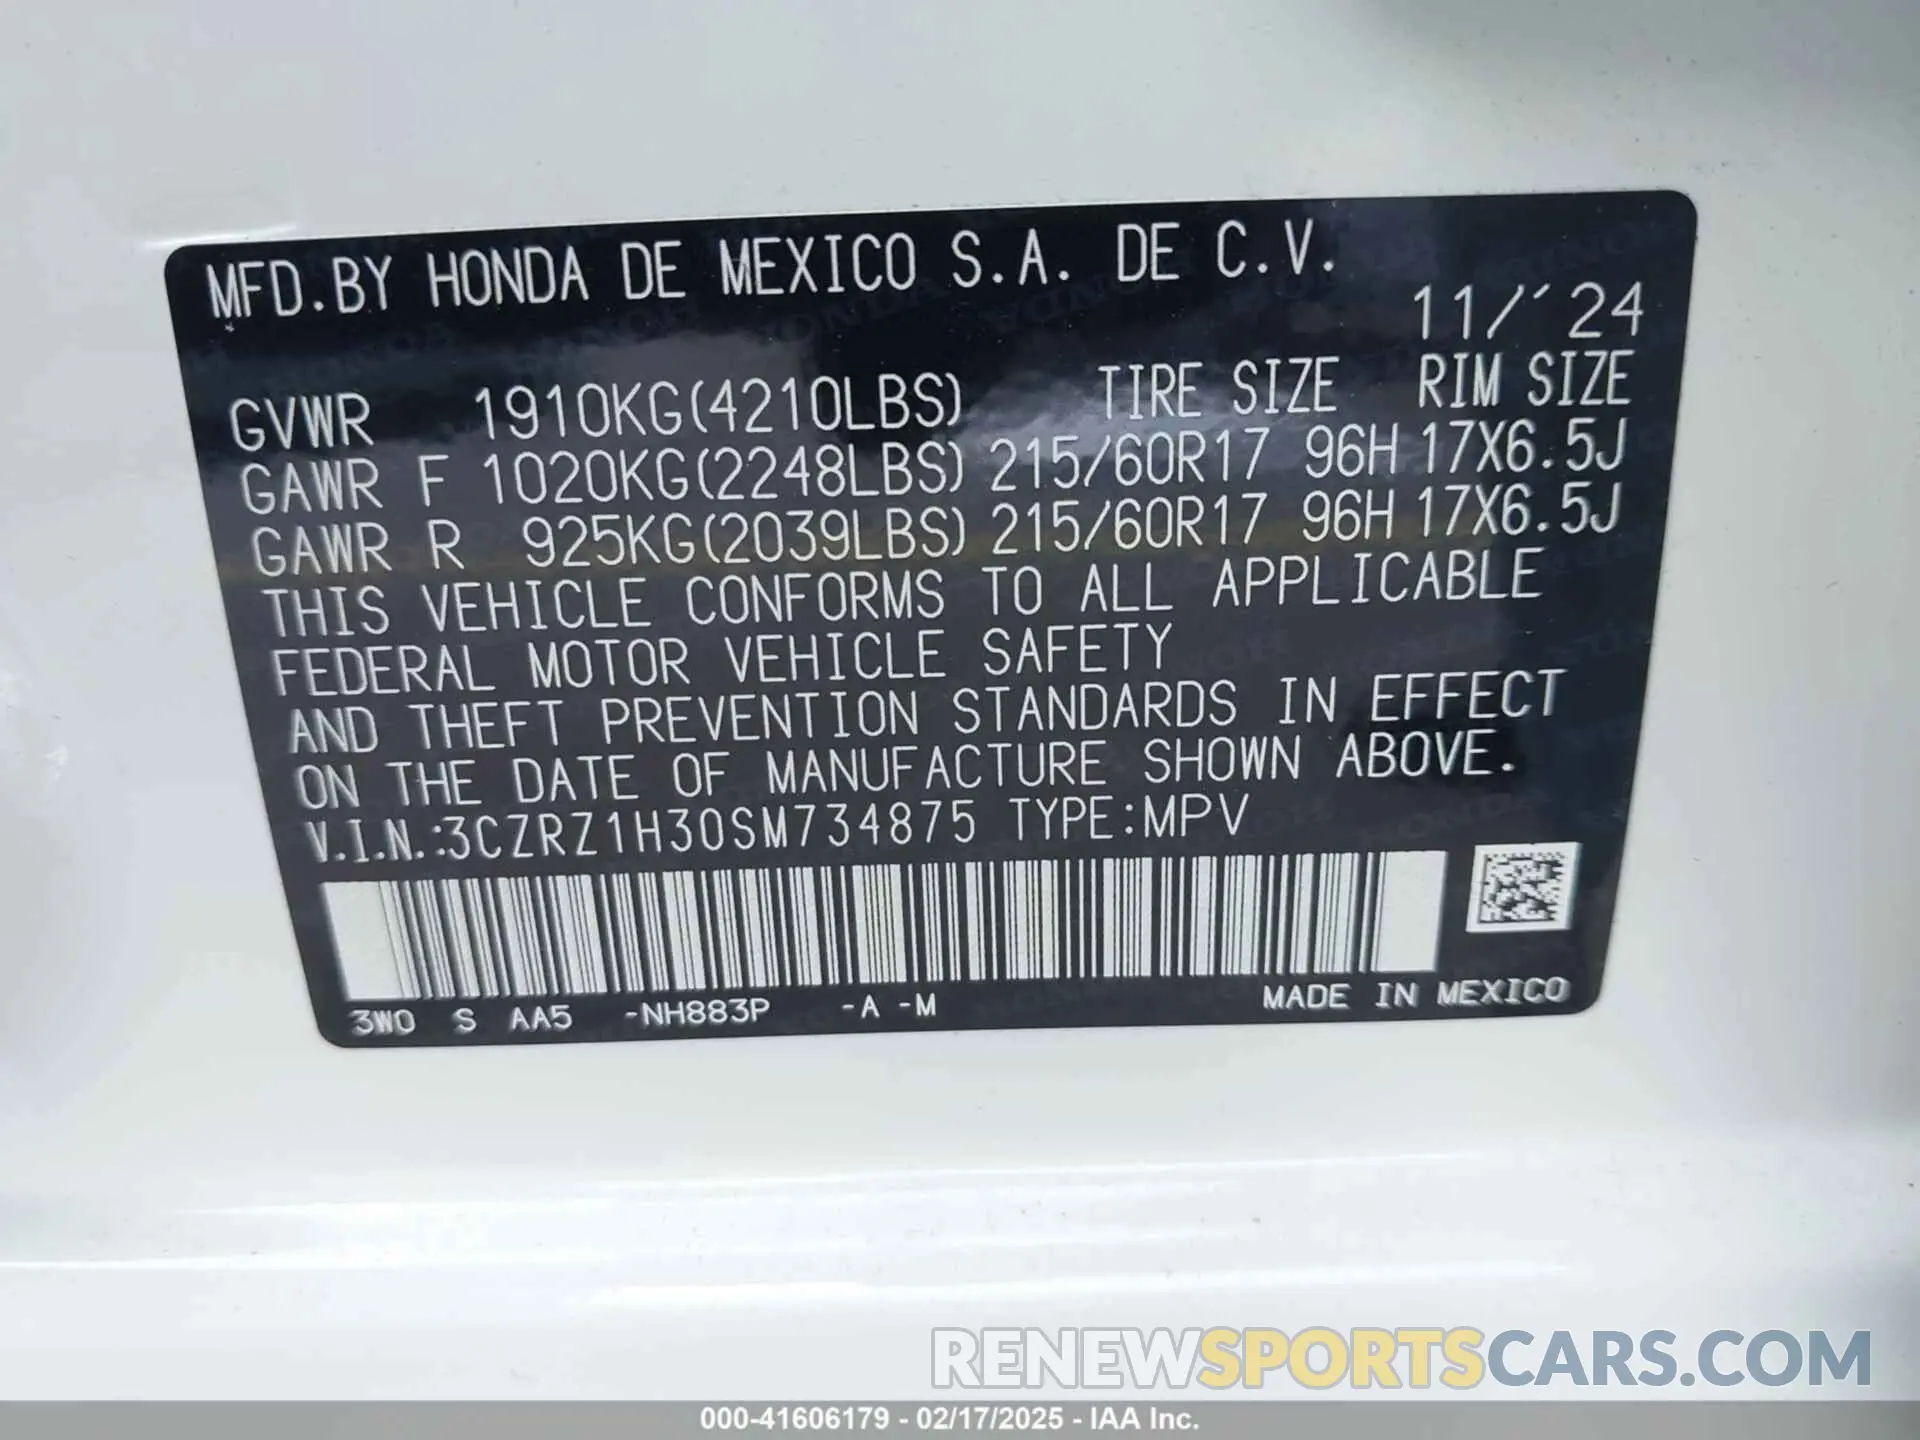 MFD.BY HONDA DE MEXICO S.A. DE C.V.
11/'24
GVWR 1910KG(4210LBS) TIRE SIZE RIM SIZE
GAWR F 1020KG(2248LBS) 215/60R17 96H 17X6.5J
GAWR R 925KG(2039LBS) 215/60R17 96H 17X6.5J
THIS VEHICLE CONFORMS TO ALL APPLICABLE
FEDERAL MOTOR VEHICLE SAFETY
AND THEFT PREVENTION STANDARDS IN EFFECT
ON THE DATE OF MANUFACTURE SHOWN ABOVE.
V.I.N.:3CZRZ1H30SM734875 TYPE:MPV
3W0 S AA5 -NH883P -A -M MADE IN MEXICO
RENEWSPORTSCARS.COM
000-41606179 - 02/17/2025 - IAA Inc.